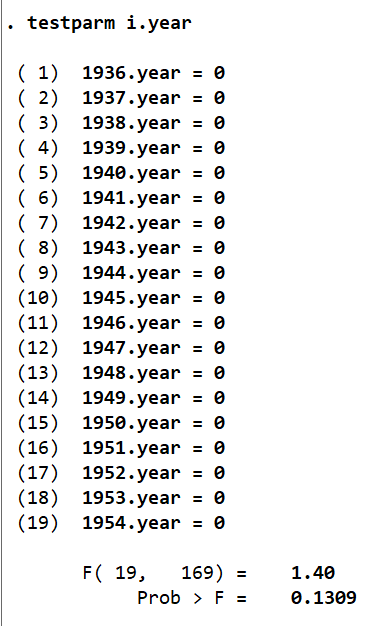 . testparm i.year
( 1) 1936.year = 0
( 2) 1937.year = 0
( 3) 1938.year = 0
( 4) 1939.year = 0
( 5) 1940.year = 0
( 6) 1941.year = 0
( 7) 1942.year = 0
( 8) 1943.year = 0
( 9) 1944.year = 0
(10) 1945.year = 0
(11) 1946.year = 0
(12) 1947.year = 0
(13) 1948.year = 0
(14) 1949.year = 0
(15) 1950.year = 0
(16) 1951.year = 0
(17) 1952.year = 0
(18) 1953.year = 0
(19) 1954.year = 0
F( 19, 169) = 1.40
Prob > F = 0.1309